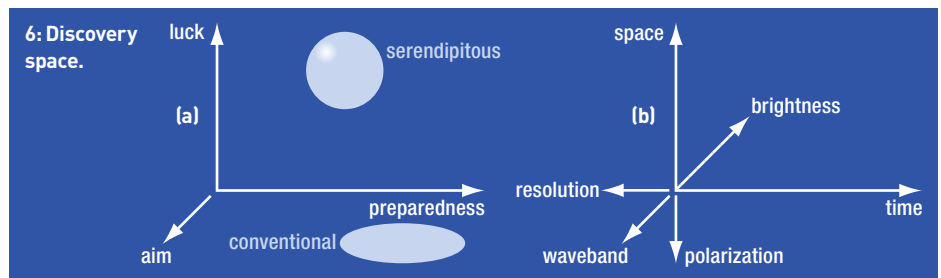 6: Discovery
space.
luck
serendipitous
(a)
preparedness
conventional
aim
space
brightness
(b)
resolution
time
waveband
polarization